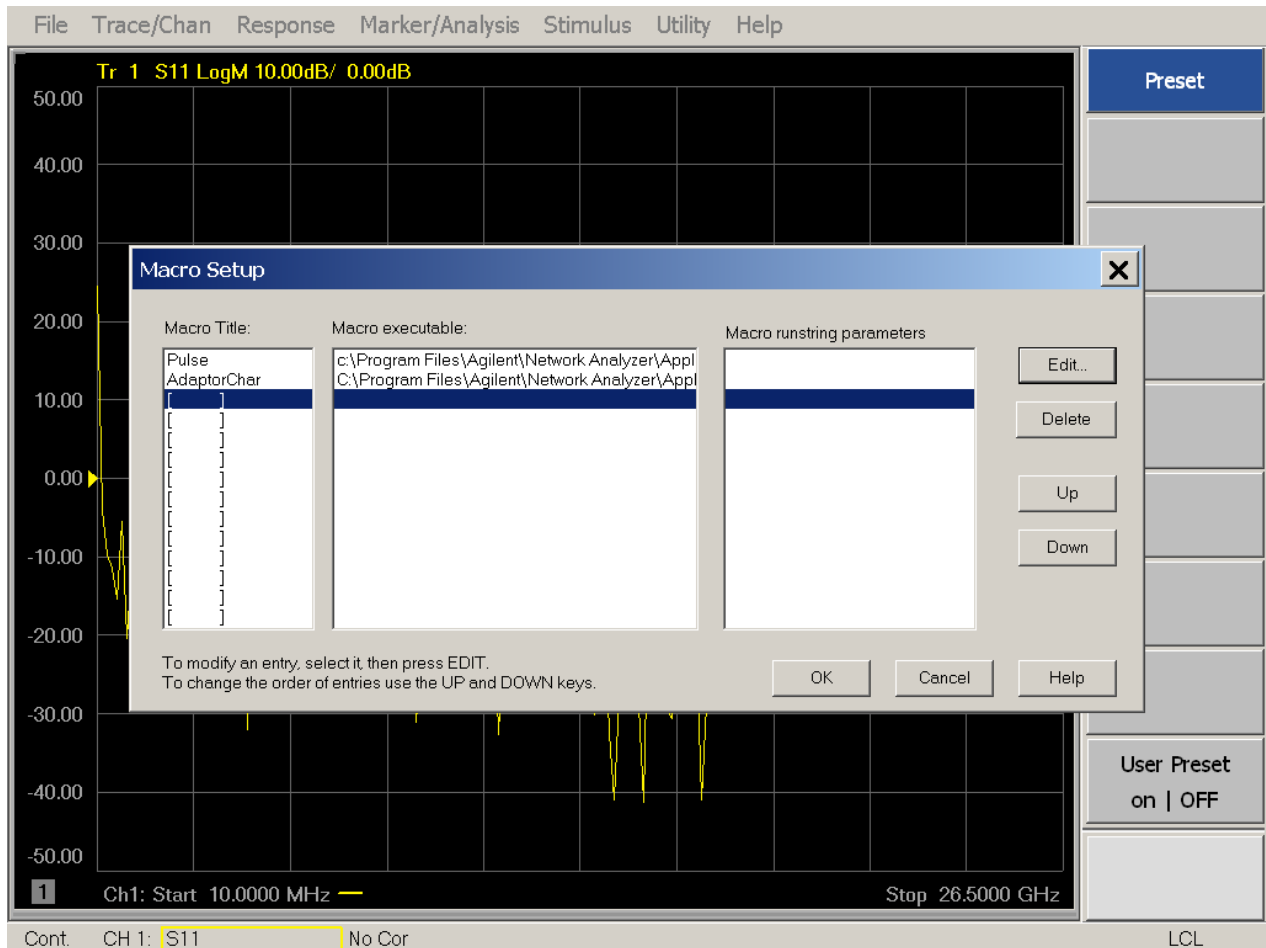 File Trace/Chan Response Marker/Analysis Stimulus Utility Help
Tr 1 S11 LogM 10.00dB/ 0.00dB
50.00
40.00
30.00
20.00
10.00
0.00
-10.00
-20.00
-30.00
-40.00
-50.00
Macro Setup
Macro Title:
Pulse
AdaptorChar
[ ]
[ ]
[ ]
[ ]
[ ]
[ ]
[ ]
[ ]
[ ]
[ ]
[ ]
[ ]
Macro executable:
c:\Program Files\Agilent\Network Analyzer\Appl
C:\Program Files\Agilent\Network Analyzer\Appl
Macro runstring parameters
Edit...
Delete
Up
Down
To modify an entry, select it, then press EDIT.
To change the order of entries use the UP and DOWN keys.
OK Cancel Help
1 Ch1: Start 10.0000 MHz Stop 26.5000 GHz
Preset
User Preset
on | OFF
Cont. CH 1: S11 No Cor LCL